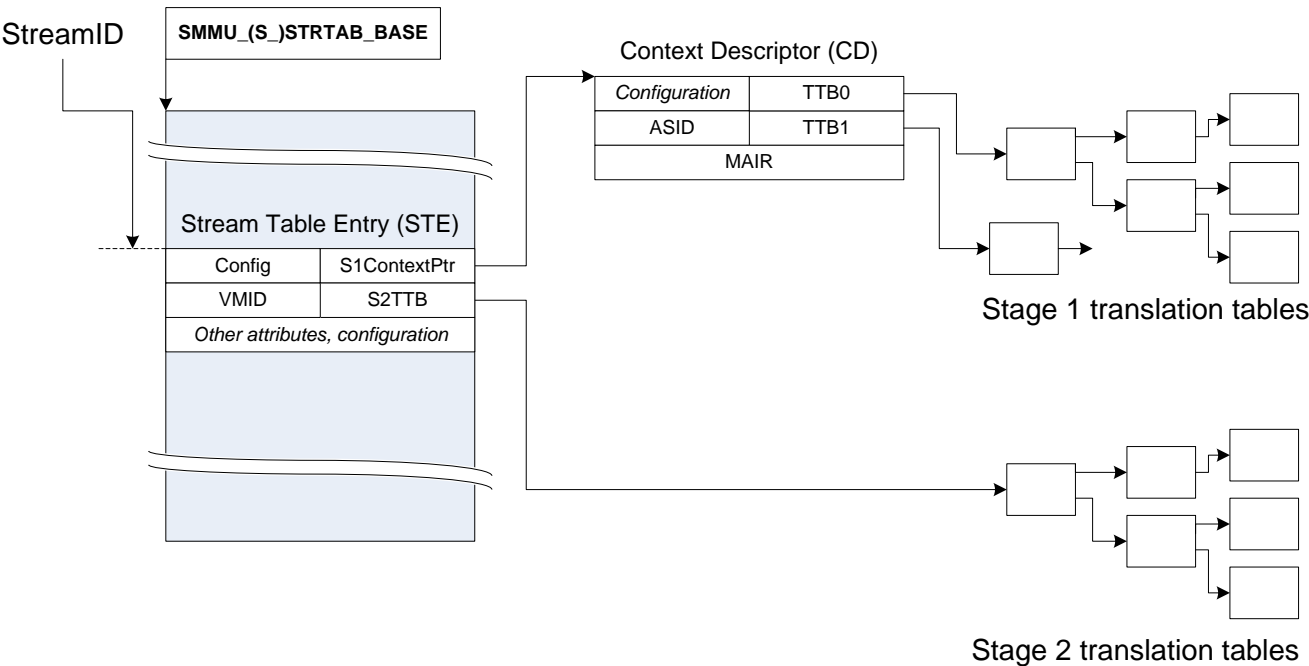 StreamID
SMMU_(S_)STRTAB_BASE
Context Descriptor (CD)
Configuration TTB0
ASID TTB1
MAIR
Stream Table Entry (STE)
Config S1ContextPtr
VMID S2TTB
Other attributes, configuration
Stage 1 translation tables
Stage 2 translation tables